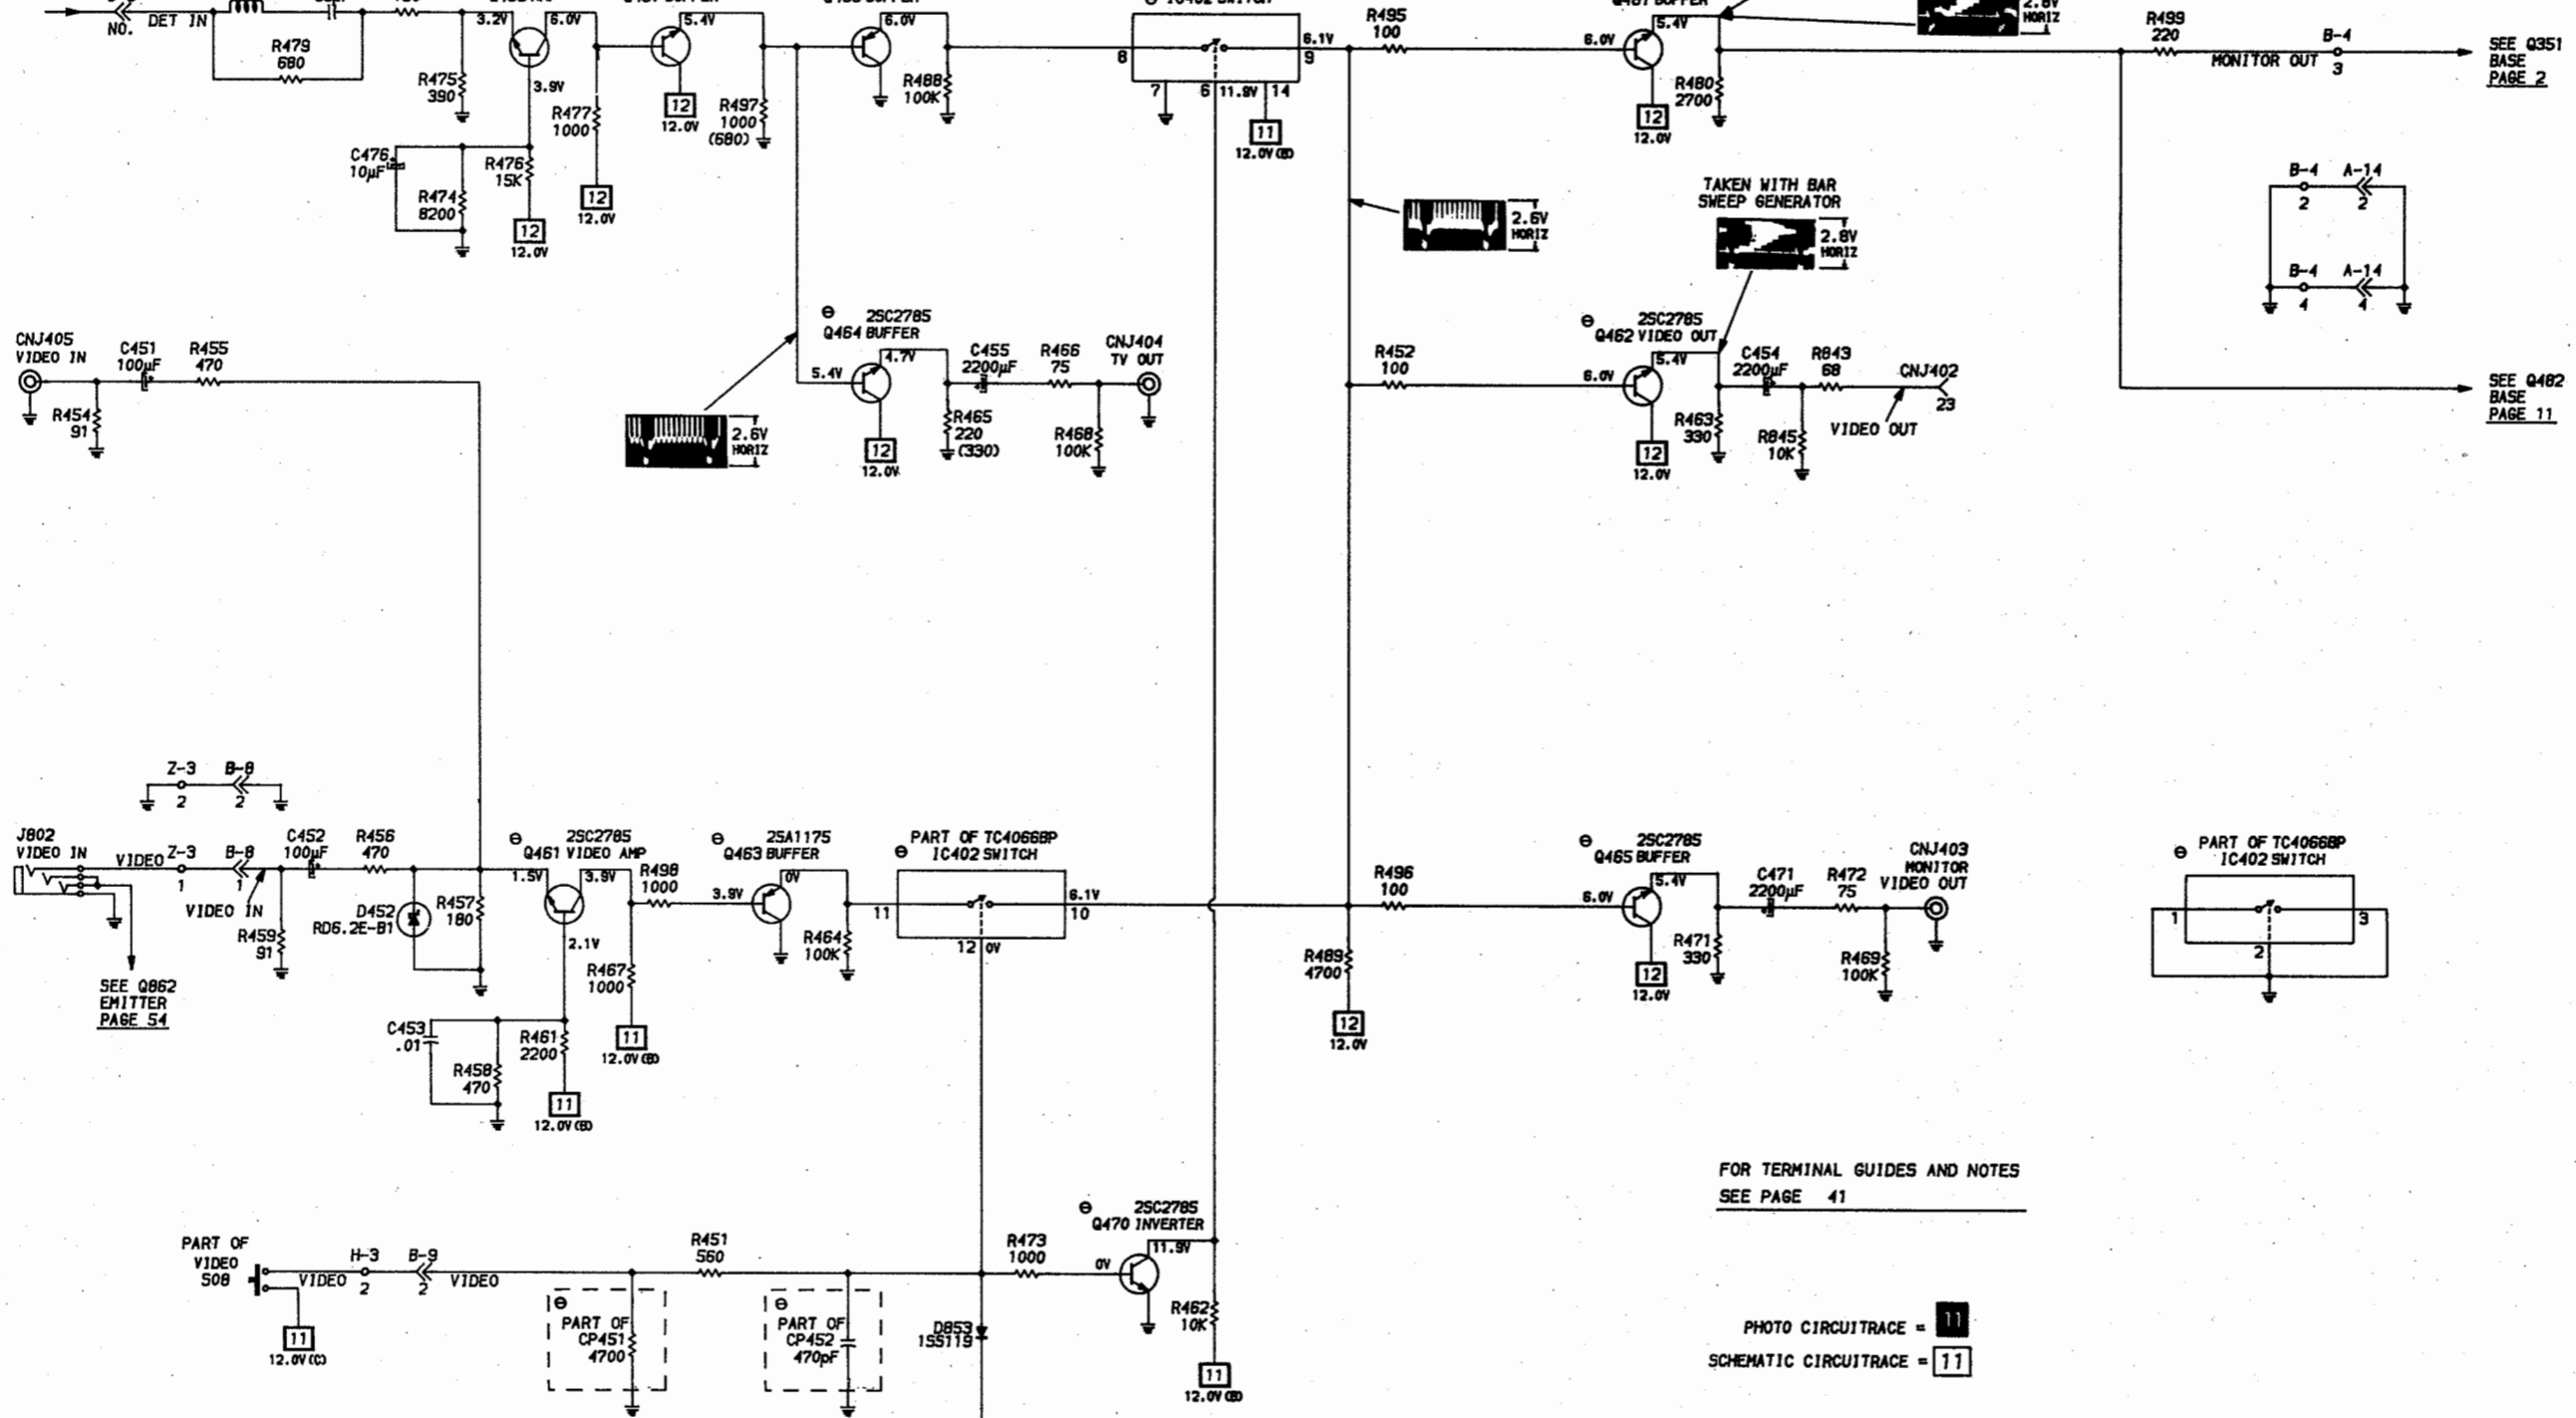 NO.
DET IN
R479
680
R475
390
3.2V
6.0V
3.9V
R477
1000
12
12.0V
5.4V
12
12.0V
R497
1000
(680)
6.0V
R488
100K
IC402 SWITCH
8
6.1V
9
7
6
11.9V
14
11
12.0V(B)
R495
100
6.0V
5.4V
12
12.0V
R480
2700
2.8V
HORIZ
R499
220
MONITOR OUT
B-4
3
SEE Q351
BASE
PAGE 2
C476
10µF
R474
8200
R476
15K
12
12.0V
2.6V
HORIZ
TAKEN WITH BAR
SWEEP GENERATOR
2.8V
HORIZ
B-4 A-14
2 2
B-4 A-14
4 4
CNJ405
VIDEO IN
C451
100µF
R455
470
R454
91
2SC2785
Q464 BUFFER
4.7V
5.4V
12
12.0V
2.6V
HORIZ
C455
2200µF
R466
75
CNJ404
TV OUT
R465
220
(330)
R468
100K
R452
100
2SC2785
Q462 VIDEO OUT
5.4V
6.0V
12
12.0V
R463
330
C454
2200µF
R843
68
CNJ402
23
R845
10K
VIDEO OUT
SEE Q482
BASE
PAGE 11
Z-3 B-8
2 2
J802
VIDEO IN
VIDEO
Z-3 B-8
1 1
VIDEO IN
C452
100µF
R456
470
R459
91
D452
RD6.2E-B1
R457
180
SEE Q862
EMITTER
PAGE 54
2SC2785
Q461 VIDEO AMP
1.5V
3.9V
2.1V
R498
1000
R467
1000
11
12.0V(B)
C453
.01
R458
470
R461
2200
11
12.0V(B)
2SA1175
Q463 BUFFER
0V
3.9V
R464
100K
PART OF TC4066BP
IC402 SWITCH
11
6.1V
10
12
0V
R496
100
R489
4700
12
12.0V
2SC2785
Q465 BUFFER
5.4V
6.0V
12
12.0V
R471
330
C471
2200µF
R472
75
CNJ403
MONITOR
VIDEO OUT
R469
100K
PART OF TC4066BP
IC402 SWITCH
1
3
2
FOR TERMINAL GUIDES AND NOTES
SEE PAGE 41
PART OF
VIDEO
S08
VIDEO
H-3 B-9
2 2
VIDEO
11
12.0V(C)
PART OF
CP451
4700
R451
560
PART OF
CP452
470pF
D853
1SS119
R473
1000
2SC2785
Q470 INVERTER
0V
11.9V
R462
10K
11
12.0V(B)
PHOTO CIRCUITRACE = 11
SCHEMATIC CIRCUITRACE = 11